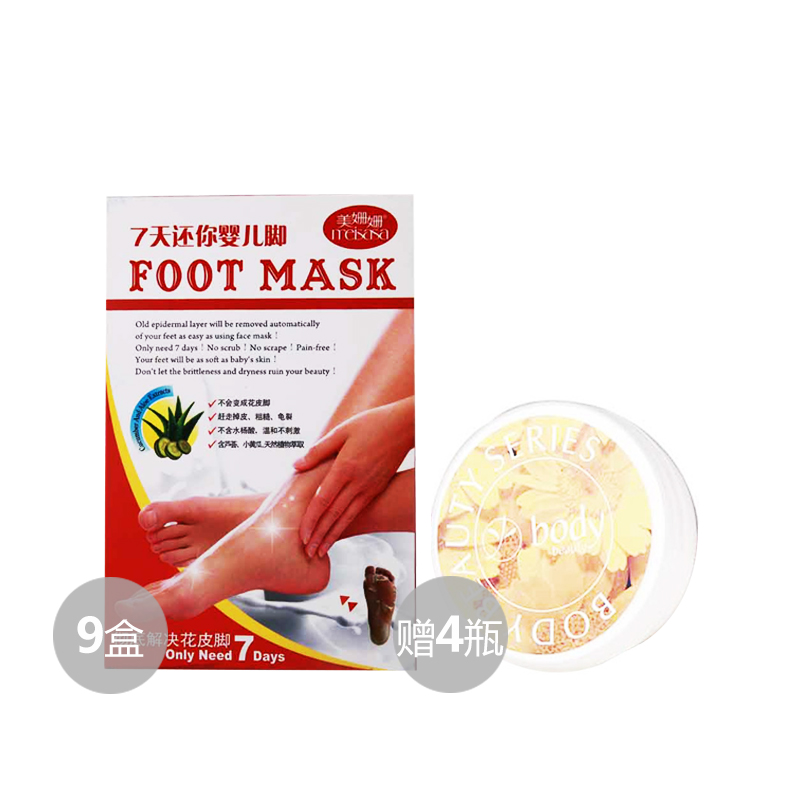 美姗姗®
meisasa
7天还你婴儿脚
FOOT MASK
Old epidermal layer will be removed automatically
of your feet as easy as using face mask !
Only need 7 days ! No scrub ! No scrape ! Pain-free !
Your feet will be as soft as baby's skin !
Don't let the brittleness and dryness ruin your beauty !
Cucumber And Aloe Extracts
不会变成花皮脚
赶走掉皮、粗糙、龟裂
不含水杨酸, 温和不刺激
含芦荟、小黄瓜,天然植物萃取
9盒
解决花皮脚
Only Need 7 Days
赠4瓶
BODY
AUTY SERIES
body